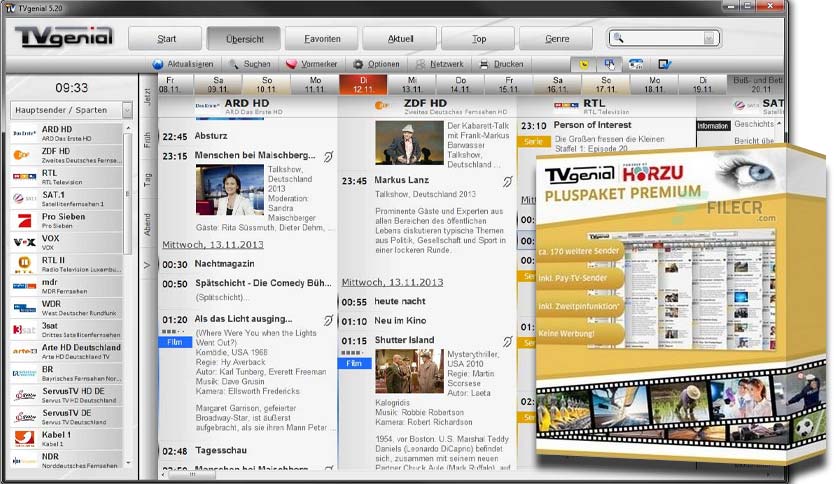 TVgenial 5.20
TVgenial
Start
Übersicht
Favoriten
Aktuell
Top
Genre
Aktualisieren
Suchen
Vormerker
Optionen
Netzwerk
Drucken
09:33
Hauptsender / Sparten
ARD HD
ARD Das Erste HD
ZDF HD
Zweites Deutsches Fernse...
RTL
RTL Television
SAT.1
Satellitenfernsehen 1
Pro Sieben
Pro Sieben
VOX
VOX
RTL II
Radio Television Luxembu...
mdr
MDR Fernsehen
WDR
West Deutscher Rundfunk
3sat
Drittes Satellitenfernsehen
Arte HD Deutschland
Arte HD Deutschland TV
BR
Bayrisches Fernsehen Nor...
ServusTV HD DE
ServusTV HD Deutschland
ServusTV DE
ServusTV Deutschland
Kabel 1
Kabel 1
NDR
Norddeutsches Fernsehen
Jetzt
Früh
Tag
Abend
Fr
08.11.
Sa
09.11.
So
10.11.
Mo
11.11.
Di
12.11.
Mi
13.11.
Do
14.11.
Fr
15.11.
Sa
16.11.
So
17.11.
Mo
18.11.
Di
19.11.
Buß- und Bett
20.11.
Das Erste HD
ARD HD
ARD Das Erste HD
22:45 Absturz
23:15 Menschen bei Maischberg...
Talkshow,
Deutschland
2013
Moderation:
Sandra
Maischberger
Gäste: Rita Süssmuth, Dieter Dehm, ...
Mittwoch, 13.11.2013
00:30 Nachtmagazin
00:50 Spätschicht - Die Comedy Büh...
(Spätschicht)...
01:20 Als das Licht ausging...
Film
(Where Were You when the Lights
Went Out?)
Komödie, USA 1968
Regie: Hy Averback
Autor: Karl Tunberg, Everett Freeman
Musik: Dave Grusin
Kamera: Ellsworth Fredericks
Margaret Garrison, gefeierter
Broadway-Star, ist äußerst
aufgebracht, als sie ihren Mann Peter ...
02:48 Tagesschau
02:50 Menschen bei Maischberg...
ZDF HD
Zweites Deutsches Fernsehen HD
Der Kabarett-Talk
mit Frank-Markus
Barwasser
Talkshow,
Deutschland ...
23:45 Markus Lanz
Talkshow, Deutschland 2013
Prominente Gäste und Experten aus
allen Bereichen des öffentlichen
Lebens diskutieren typische Themen
aus Politik, Gesellschaft und Sport in
einer lockeren Runde.
Mittwoch, 13.11.2013
00:55 heute nacht
01:10 Neu im Kino
01:15 Shutter Island
Film
Mysterythriller,
USA 2010
Regie: Martin
Scorsese
Autor: Laeta
Kalogridis
Musik: Robbie Robertson
Kamera: Robert Richardson
1954, vor Boston. U.S. Marshal Teddy
Daniels (Leonardo DiCaprio) befindet
sich, zusammen mit seinem neuen
Partner Chuck Aule (Mark Ruffalo), auf
RTL
RTL Television
23:10 Person of Interest
Serie
Die Großen fressen die Kleinen
Staffel 1: Episode 20
SAT
Satellit
Information
Geschichts
Bericht übe
TVgenial
POWERED BY
HÖRZU
PLUSPAKET PREMIUM
FILECR
.com
ca. 170 weitere Sender
inkl. Pay-TV-Sender
inkl. Zweitpinfunktion*
Keine Werbung!